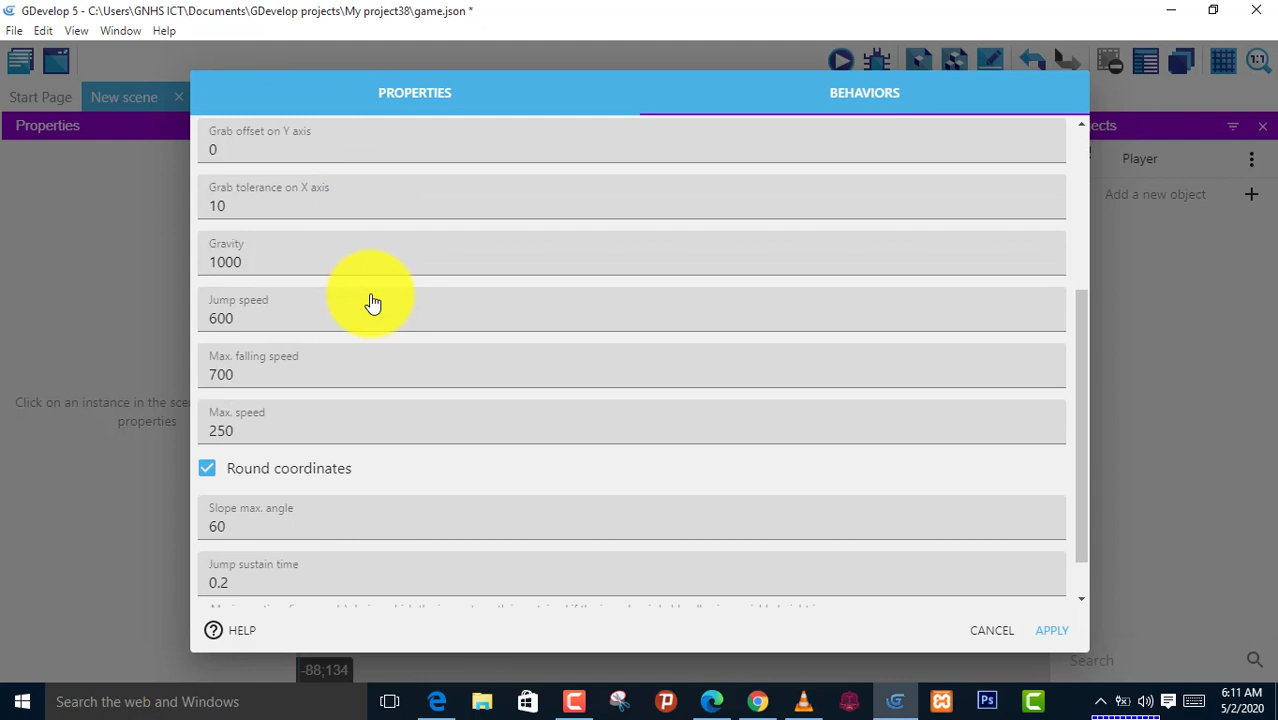 GDevelop 5 - C:\Users\GNHS ICT\Documents\GDevelop projects\My project38\game.json *
File Edit View Window Help
1:1
Start Page New scene
PROPERTIES BEHAVIORS
Properties
ects
Grab offset on Y axis
0
Player
Grab tolerance on X axis
10
Add a new object
Gravity
1000
Jump speed
600
Max. falling speed
700
Click on an instance in the sce
properties
Max. speed
250
Round coordinates
Slope max. angle
60
Jump sustain time
0.2
HELP
CANCEL APPLY
-88;134
Search
Search the web and Windows
6:11 AM
5/2/2020